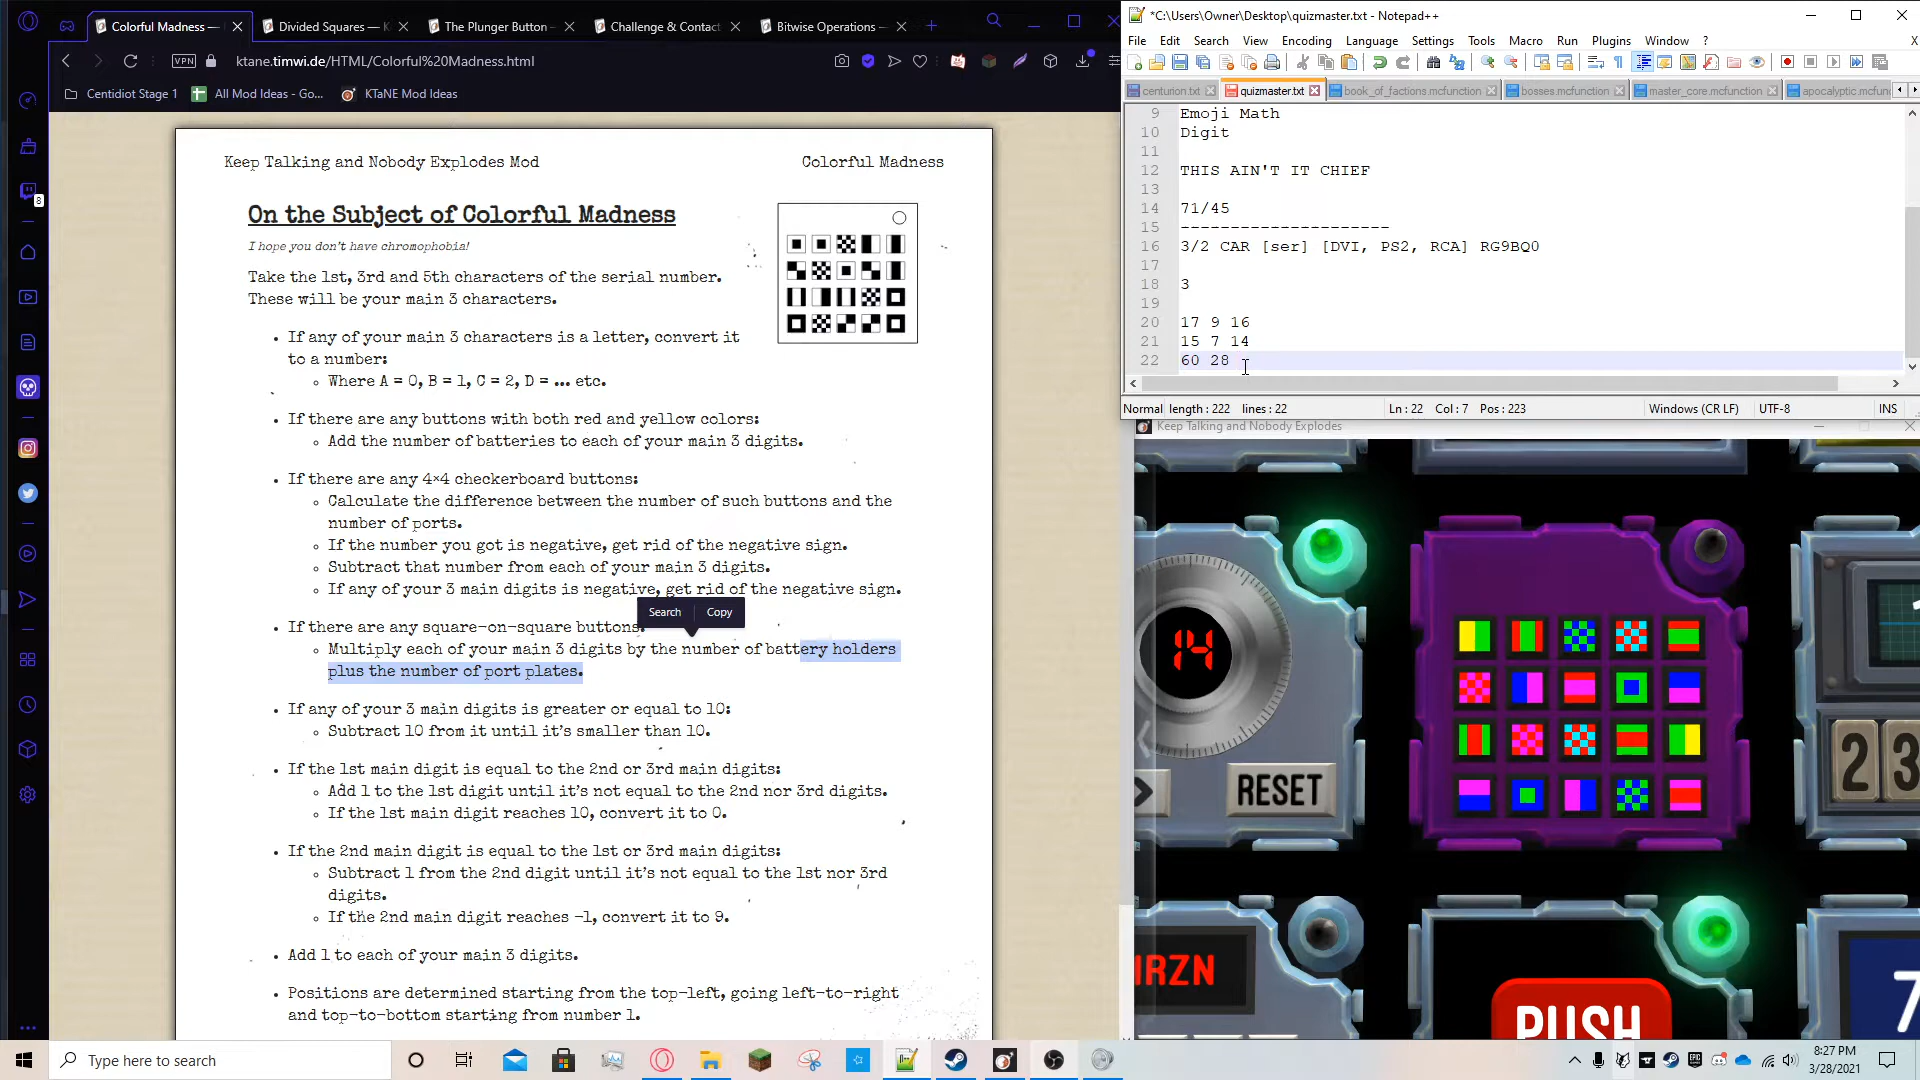 Colorful Madness —
Divided Squares — K
The Plunger Button —
Challenge & Contact
Bitwise Operations —
VPN
ktane.timwi.de/HTML/Colorful%20Madness.html
Centidiot Stage 1
All Mod Ideas - Go...
KTaNE Mod Ideas
8
Keep Talking and Nobody Explodes Mod
Colorful Madness
On the Subject of Colorful Madness
I hope you don't have chromophobia!
Take the 1st, 3rd and 5th characters of the serial number.
These will be your main 3 characters.
If any of your main 3 characters is a letter, convert it
to a number:
Where A = 0, B = 1, C = 2, D = ... etc.
If there are any buttons with both red and yellow colors:
Add the number of batteries to each of your main 3 digits.
If there are any 4×4 checkerboard buttons:
Calculate the difference between the number of such buttons and the
number of ports.
If the number you got is negative, get rid of the negative sign.
Subtract that number from each of your main 3 digits.
If any of your 3 main digits is negative, get rid of the negative sign.
Search
Copy
If there are any square-on-square buttons:
Multiply each of your main 3 digits by the number of battery holders
plus the number of port plates.
If any of your 3 main digits is greater or equal to 10:
Subtract 10 from it until it's smaller than 10.
If the 1st main digit is equal to the 2nd or 3rd main digits:
Add 1 to the 1st digit until it's not equal to the 2nd nor 3rd digits.
If the 1st main digit reaches 10, convert it to 0.
If the 2nd main digit is equal to the 1st or 3rd main digits:
Subtract 1 from the 2nd digit until it's not equal to the 1st nor 3rd
digits.
If the 2nd main digit reaches -1, convert it to 9.
Add 1 to each of your main 3 digits.
Positions are determined starting from the top-left, going left-to-right
and top-to-bottom starting from number 1.
*C:\Users\Owner\Desktop\quizmaster.txt - Notepad++
File Edit Search View Encoding Language Settings Tools Macro Run Plugins Window ?
X
centurion.txt
quizmaster.txt
book_of_factions.mcfunction
bosses.mcfunction
master_core.mcfunction
apocalyptic.mcfun
9 Emoji Math
10 Digit
11
12 THIS AIN'T IT CHIEF
13
14 71/45
15 ---------------------
16 3/2 CAR [ser] [DVI, PS2, RCA] RG9BQ0
17
18 3
19
20 17 9 16
21 15 7 14
22 60 28
Normal length : 222 lines : 22
Ln : 22 Col : 7 Pos : 223
Windows (CR LF)
UTF-8
INS
Keep Talking and Nobody Explodes
14
RESET
23
IRZN
PUSH
7
Type here to search
8:27 PM
3/28/2021